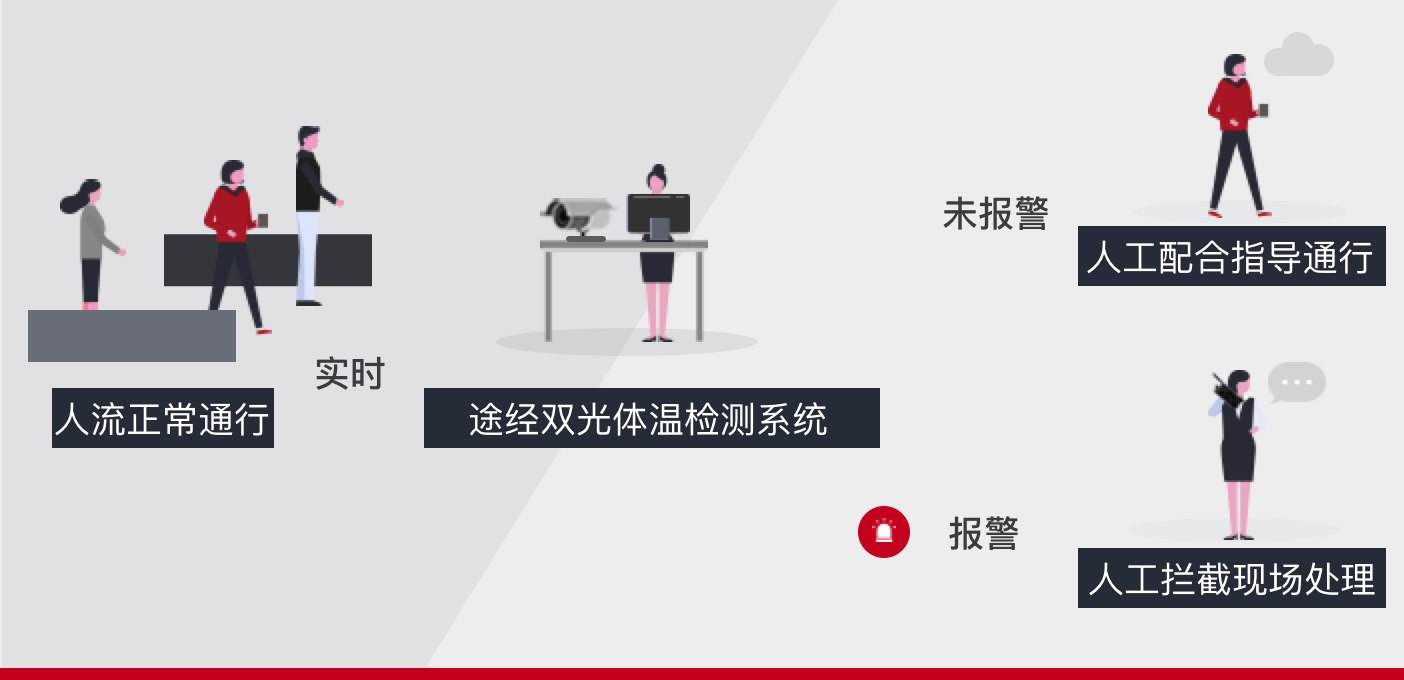 人流正常通行
实时
途经双光体温检测系统
未报警
人工配合指导通行
报警
人工拦截现场处理